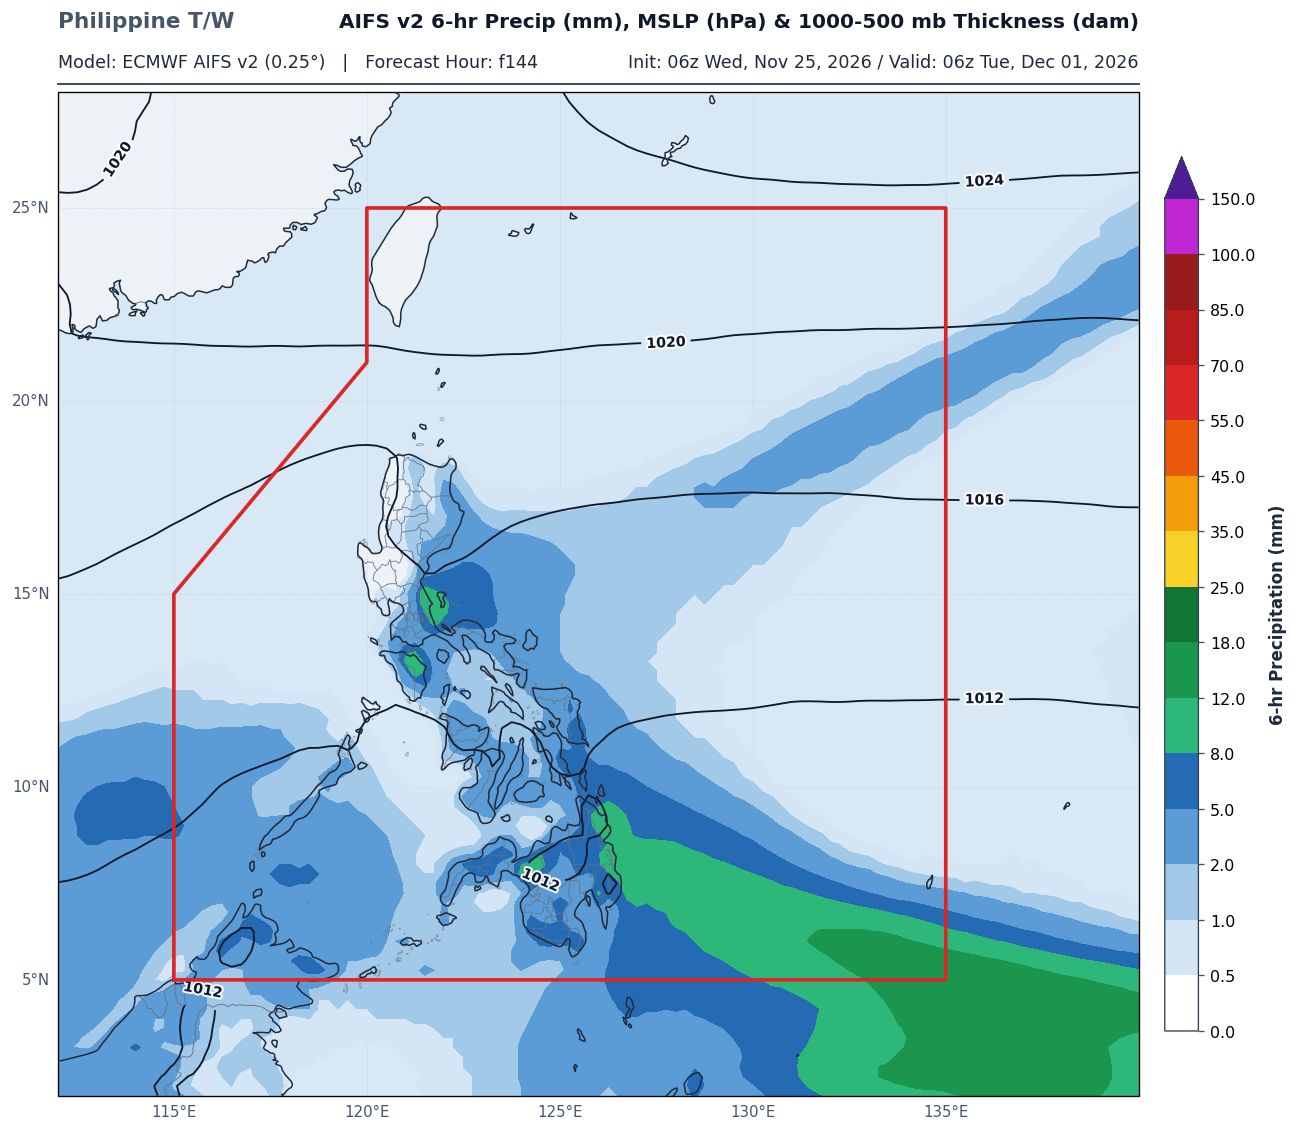 Philippine T/W
AIFS v2 6-hr Precip (mm), MSLP (hPa) & 1000-500 mb Thickness (dam)
Model: ECMWF AIFS v2 (0.25°) | Forecast Hour: f144
Init: 06z Wed, Nov 25, 2026 / Valid: 06z Tue, Dec 01, 2026
1020
1024
1020
1016
1012
1012
1012
25°N
20°N
15°N
10°N
5°N
115°E
120°E
125°E
130°E
135°E
150.0
100.0
85.0
70.0
55.0
45.0
35.0
25.0
18.0
12.0
8.0
5.0
2.0
1.0
0.5
0.0
6-hr Precipitation (mm)